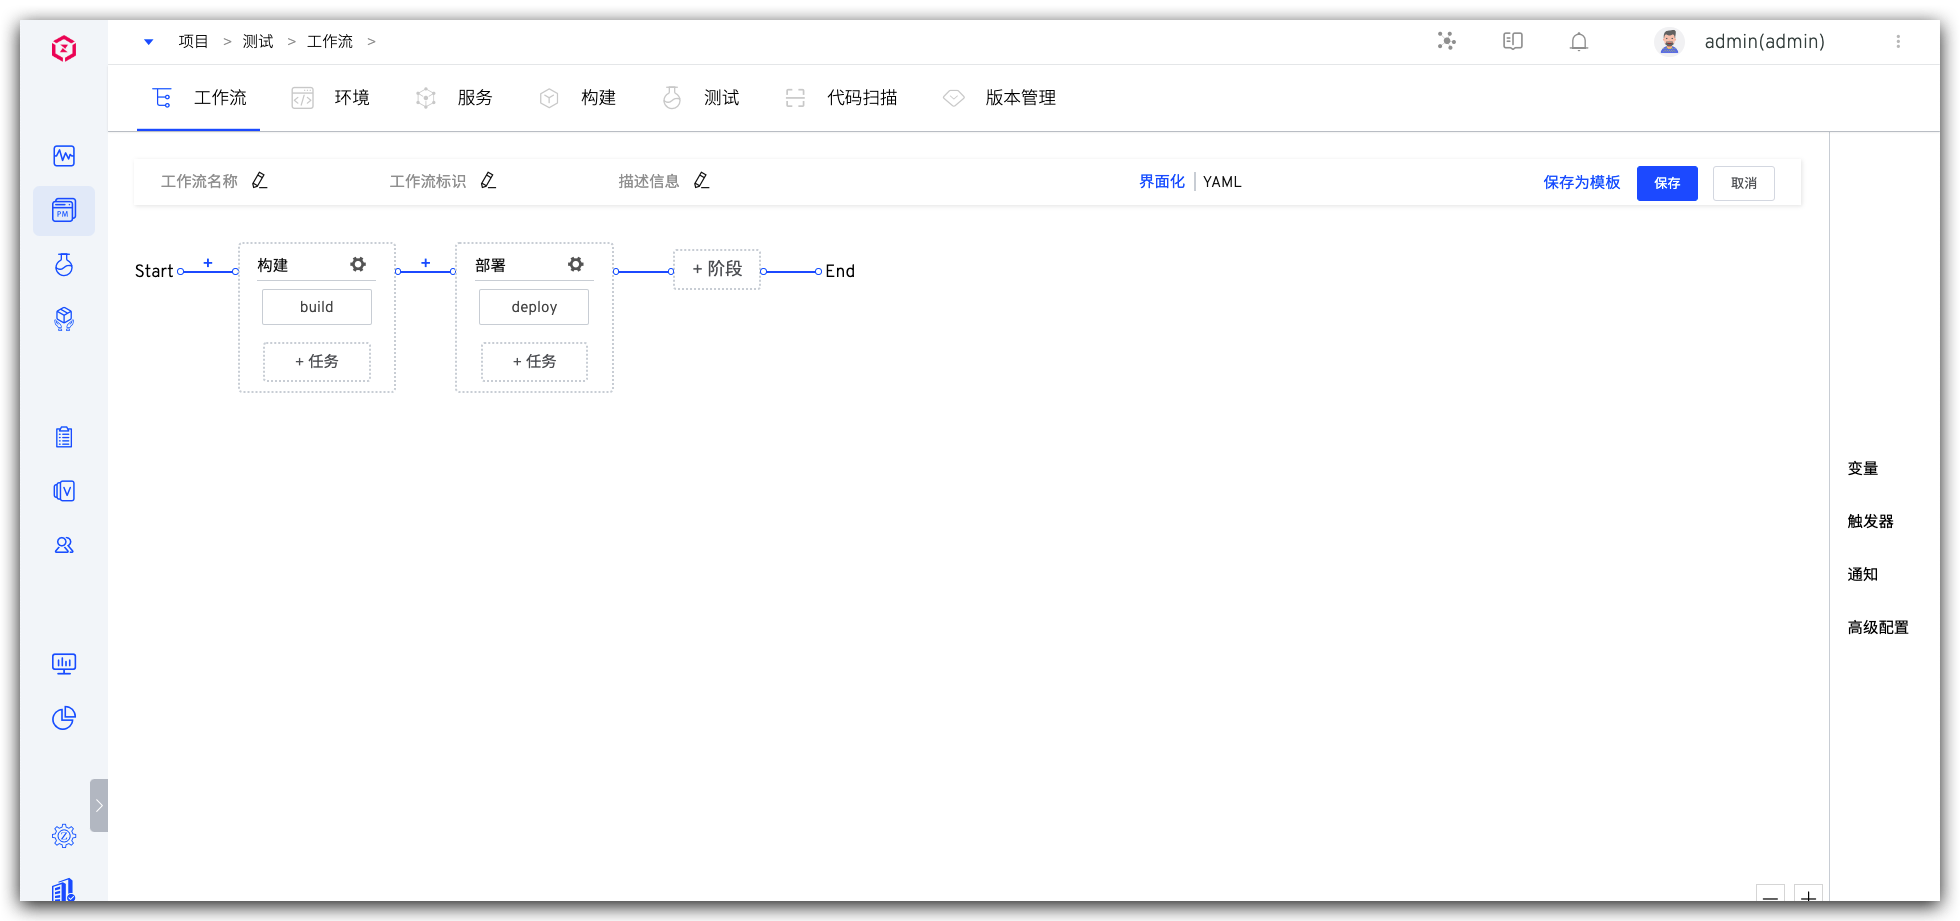 项目 > 测试 > 工作流 >
admin(admin)
工作流 环境 服务 构建 测试 代码扫描 版本管理
工作流名称 工作流标识 描述信息 界面化 | YAML 保存为模板 保存 取消
Start + 构建 + 部署 + 阶段 End
build deploy
+ 任务 + 任务
变量
触发器
通知
高级配置
PM
V